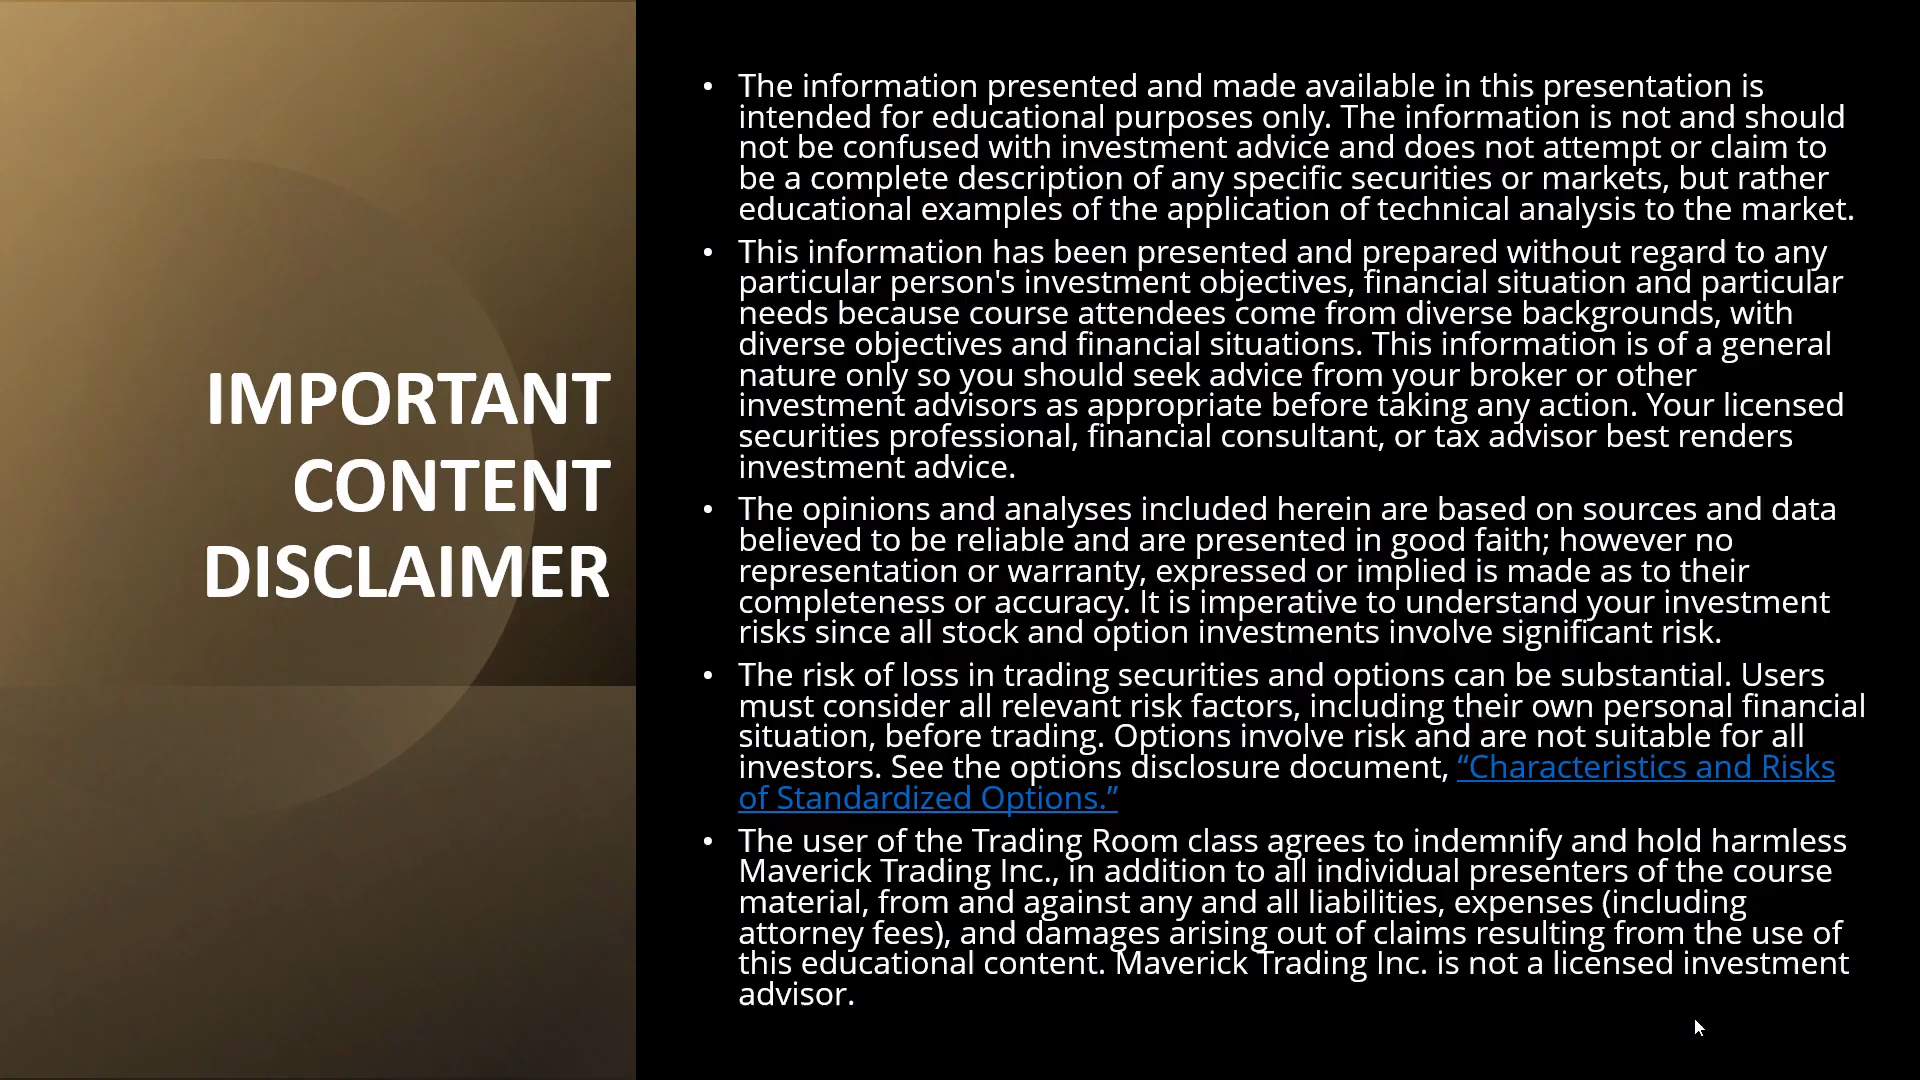 IMPORTANT
CONTENT
DISCLAIMER
• The information presented and made available in this presentation is
intended for educational purposes only. The information is not and should
not be confused with investment advice and does not attempt or claim to
be a complete description of any specific securities or markets, but rather
educational examples of the application of technical analysis to the market.
• This information has been presented and prepared without regard to any
particular person's investment objectives, financial situation and particular
needs because course attendees come from diverse backgrounds, with
diverse objectives and financial situations. This information is of a general
nature only so you should seek advice from your broker or other
investment advisors as appropriate before taking any action. Your licensed
securities professional, financial consultant, or tax advisor best renders
investment advice.
• The opinions and analyses included herein are based on sources and data
believed to be reliable and are presented in good faith; however no
representation or warranty, expressed or implied is made as to their
completeness or accuracy. It is imperative to understand your investment
risks since all stock and option investments involve significant risk.
• The risk of loss in trading securities and options can be substantial. Users
must consider all relevant risk factors, including their own personal financial
situation, before trading. Options involve risk and are not suitable for all
investors. See the options disclosure document, “Characteristics and Risks
of Standardized Options.”
• The user of the Trading Room class agrees to indemnify and hold harmless
Maverick Trading Inc., in addition to all individual presenters of the course
material, from and against any and all liabilities, expenses (including
attorney fees), and damages arising out of claims resulting from the use of
this educational content. Maverick Trading Inc. is not a licensed investment
advisor.